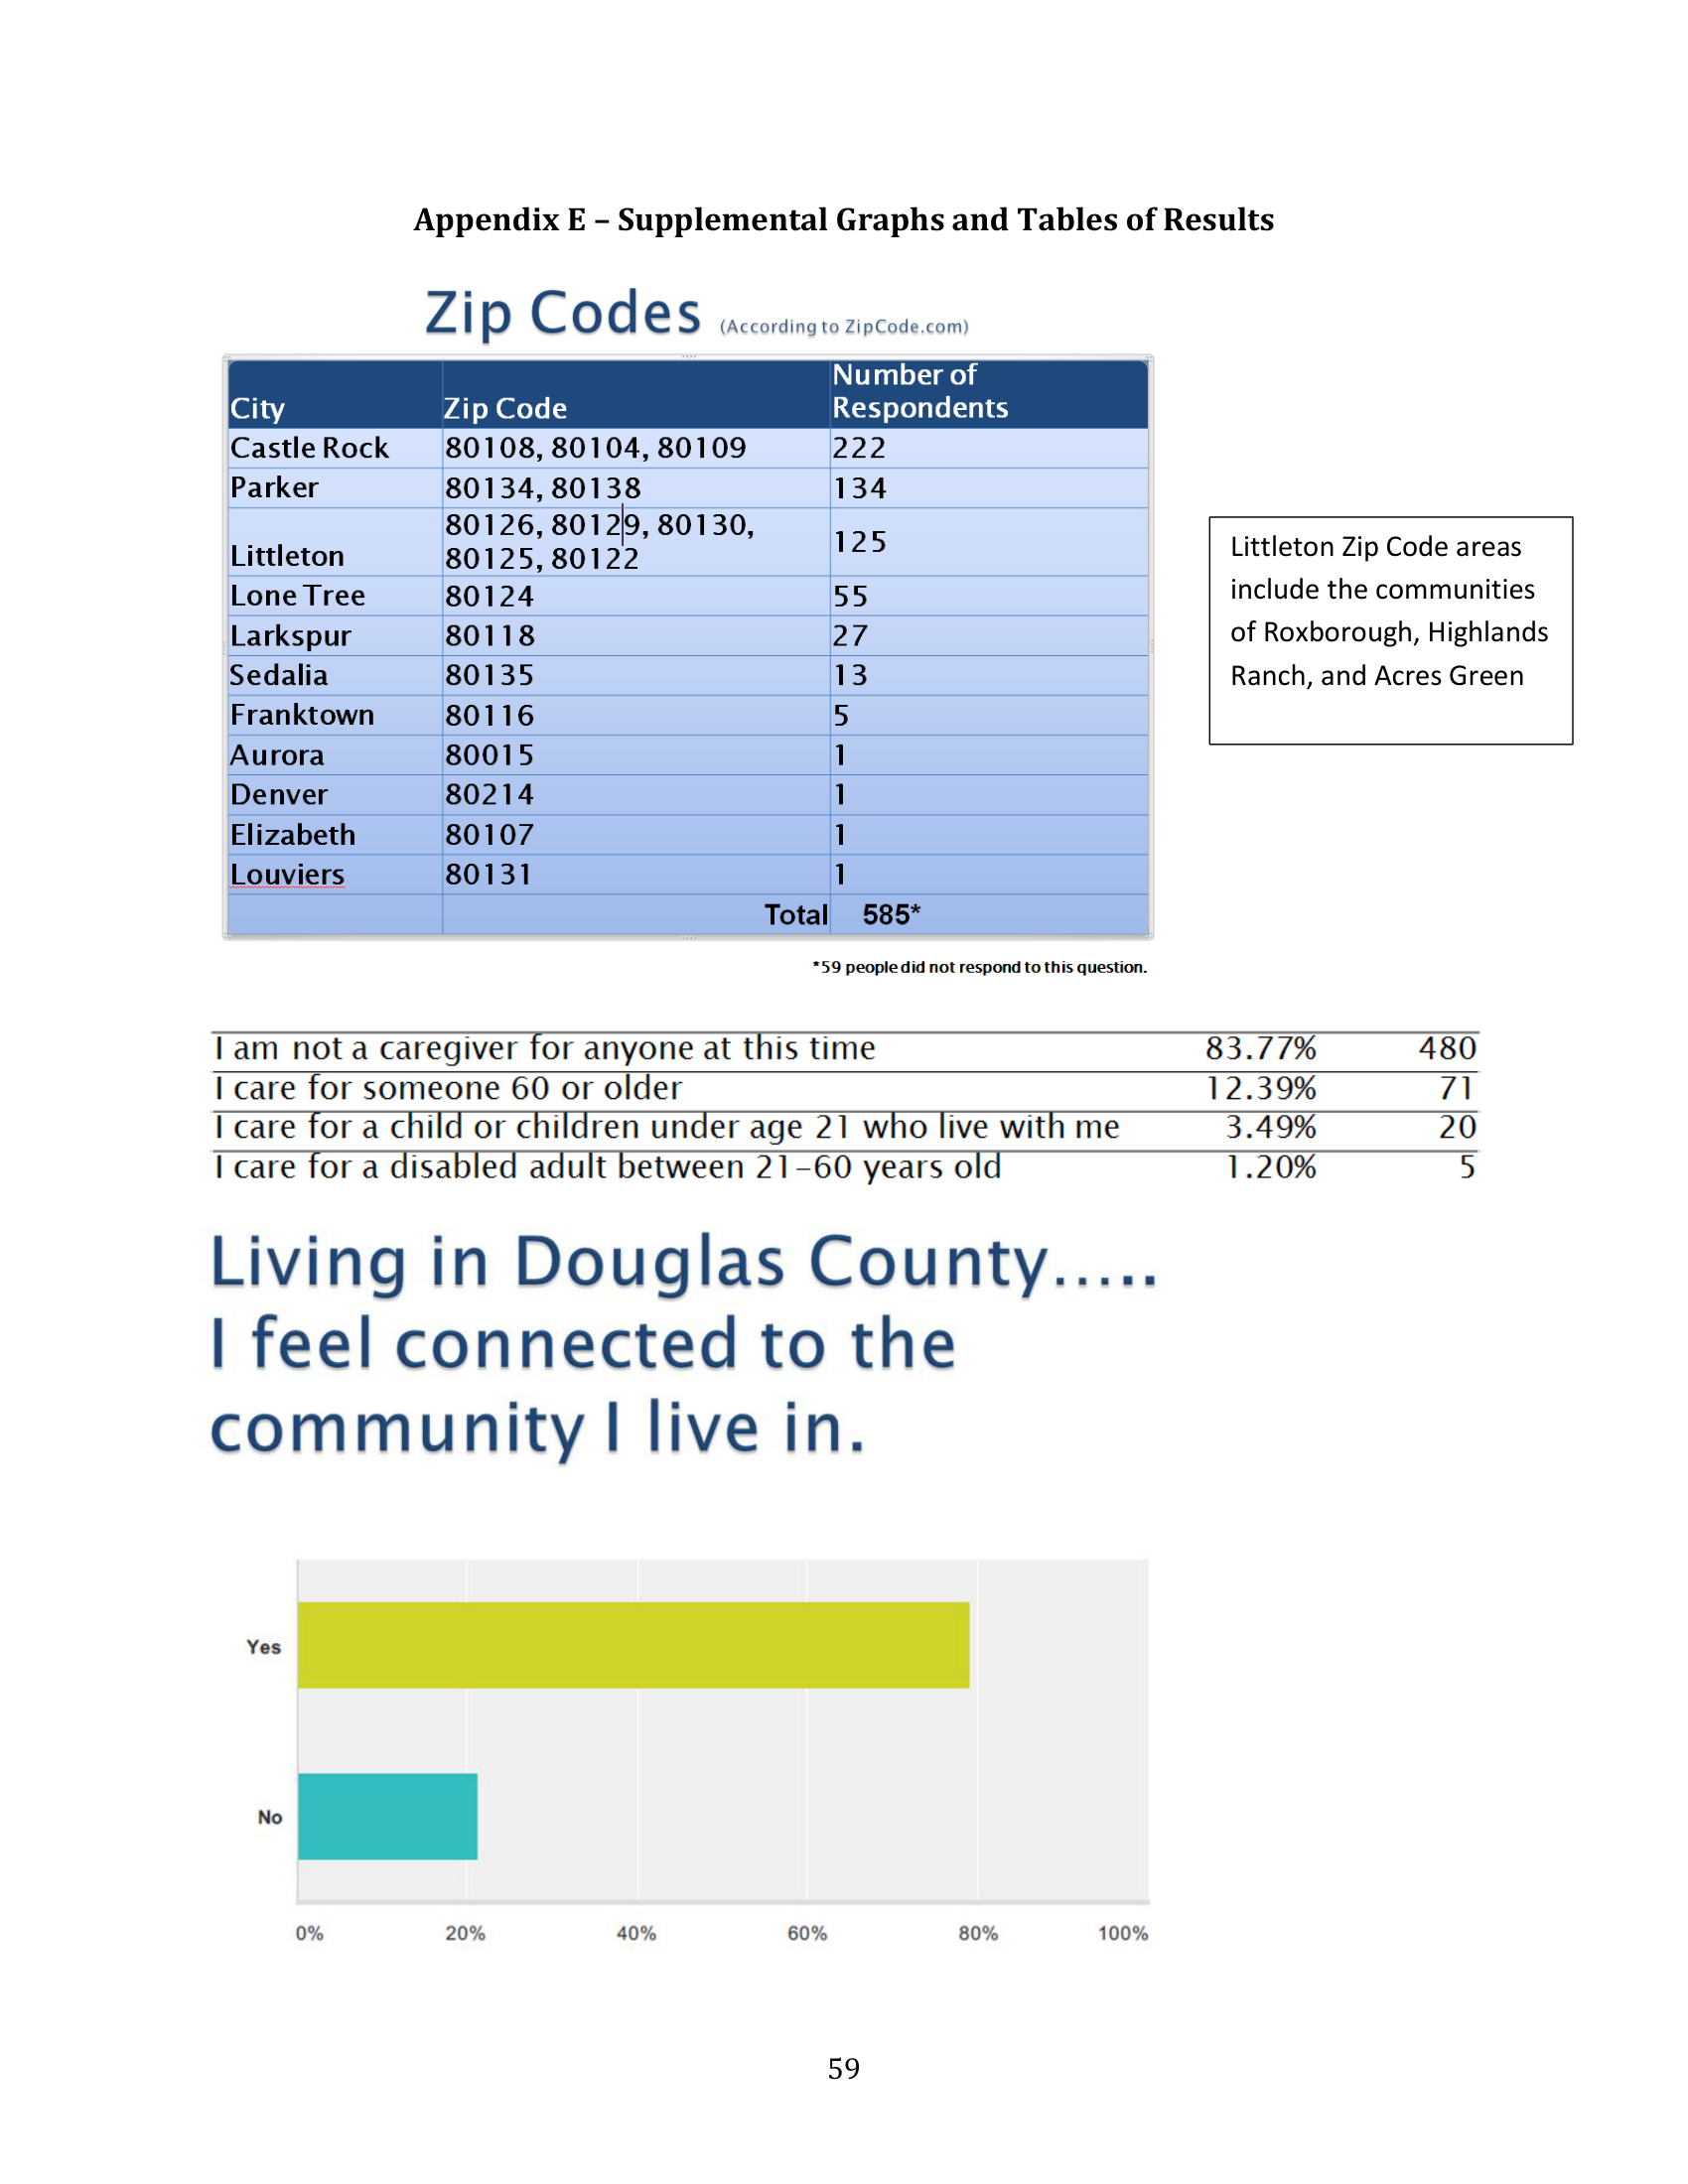 Appendix E – Supplemental Graphs and Tables of Results
Zip Codes (According to ZipCode.com)
City Zip Code Number of Respondents
Castle Rock 80108, 80104, 80109 222
Parker 80134, 80138 134
Littleton 80126, 80129, 80130, 80125, 80122 125
Lone Tree 80124 55
Larkspur 80118 27
Sedalia 80135 13
Franktown 80116 5
Aurora 80015 1
Denver 80214 1
Elizabeth 80107 1
Louviers 80131 1
Total 585*
*59 people did not respond to this question.
Littleton Zip Code areas
include the communities
of Roxborough, Highlands
Ranch, and Acres Green
I am not a caregiver for anyone at this time 83.77% 480
I care for someone 60 or older 12.39% 71
I care for a child or children under age 21 who live with me 3.49% 20
I care for a disabled adult between 21-60 years old 1.20% 5
Living in Douglas County.....
I feel connected to the
community I live in.
Yes
No
0% 20% 40% 60% 80% 100%
59